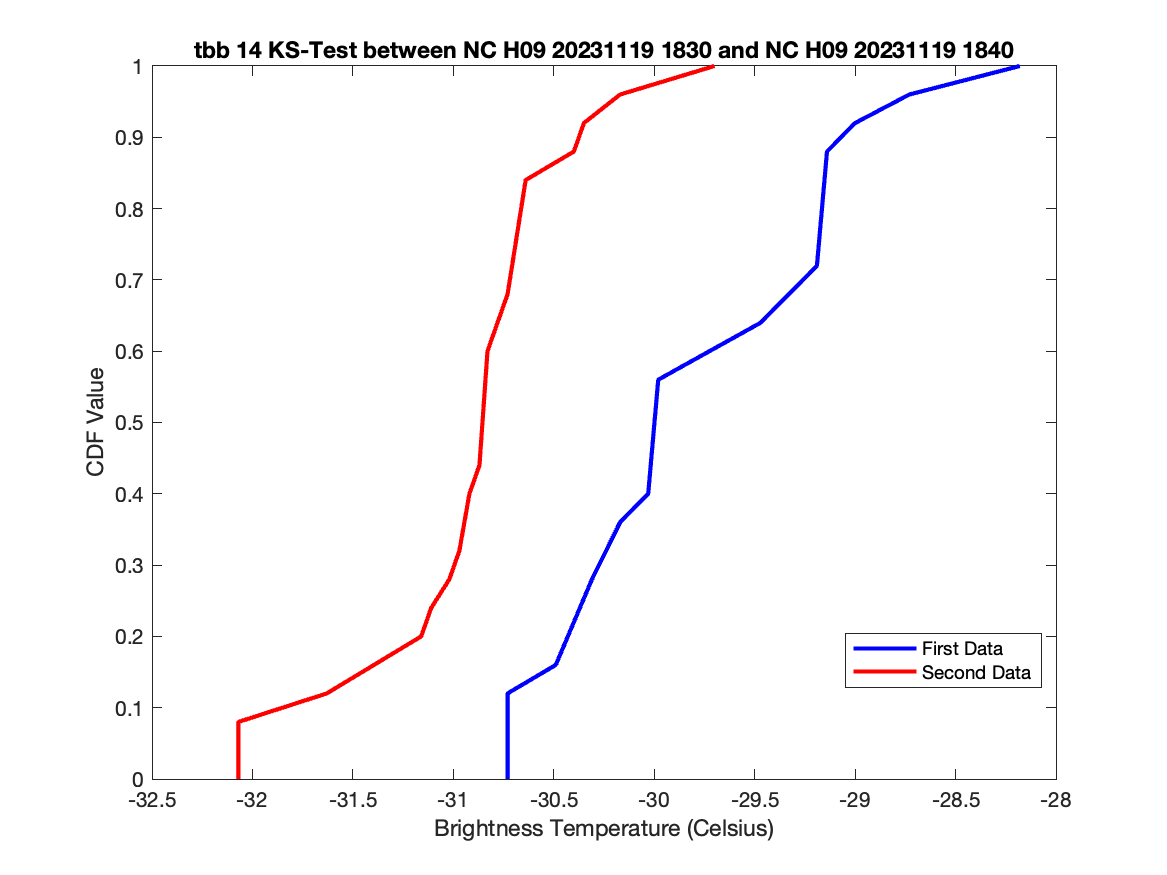 tbb 14 KS-Test between NC H09 20231119 1830 and NC H09 20231119 1840
1
0.9
0.8
0.7
0.6
0.5
0.4
0.3
0.2
0.1
0
CDF Value
First Data
Second Data
-32.5 -32 -31.5 -31 -30.5 -30 -29.5 -29 -28.5 -28
Brightness Temperature (Celsius)